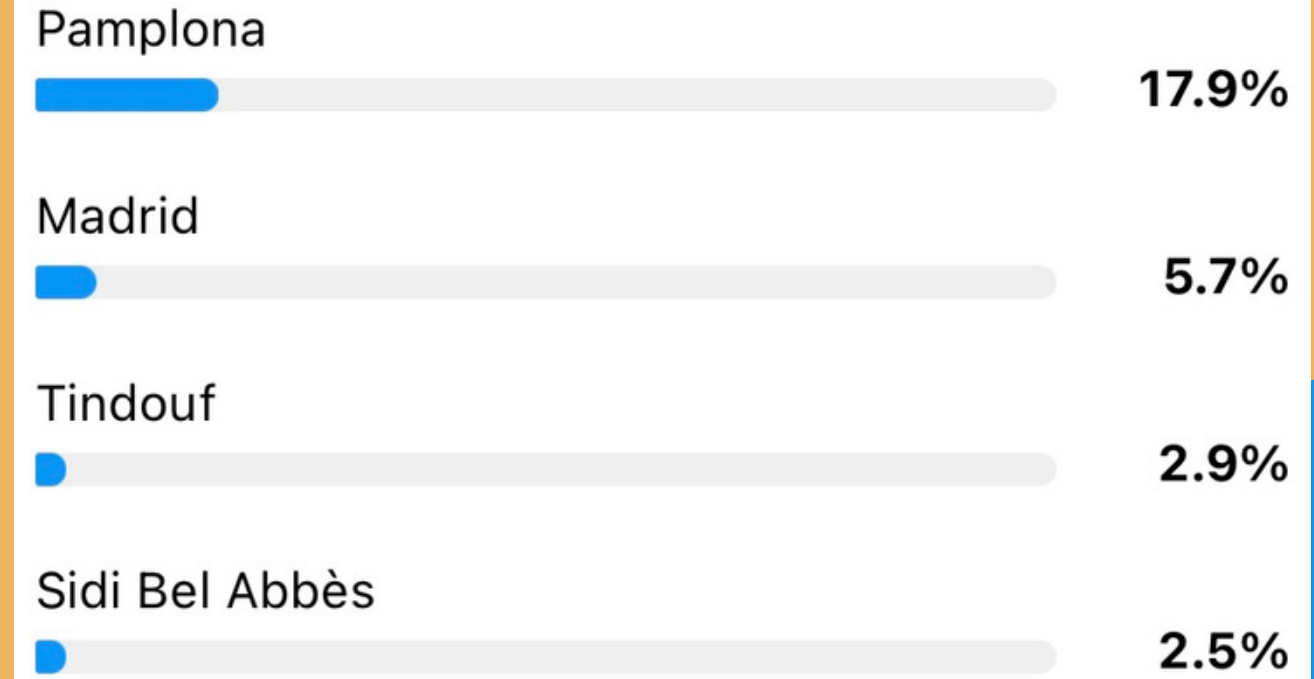 Pamplona
17.9%
Madrid
5.7%
Tindouf
2.9%
Sidi Bel Abbès
2.5%